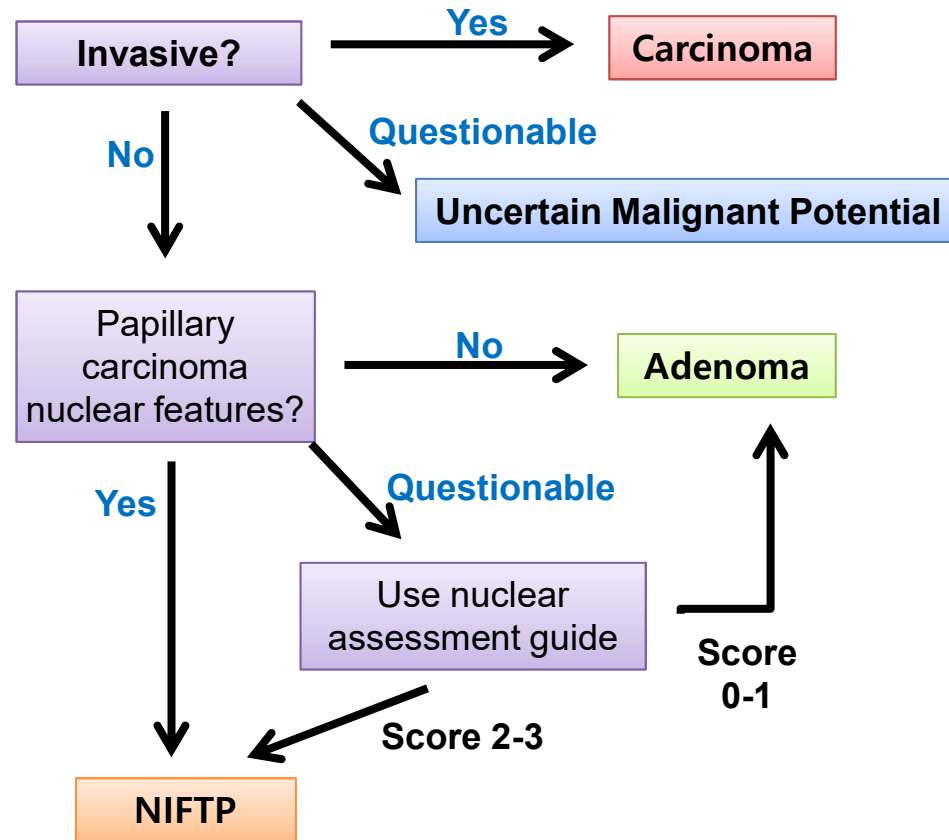 Yes
Invasive?
Carcinoma
Questionable
No
Uncertain Malignant Potential
Papillary
carcinoma
nuclear features?
No
Adenoma
Questionable
Yes
Use nuclear
assessment guide
Score
0-1
Score 2-3
NIFTP